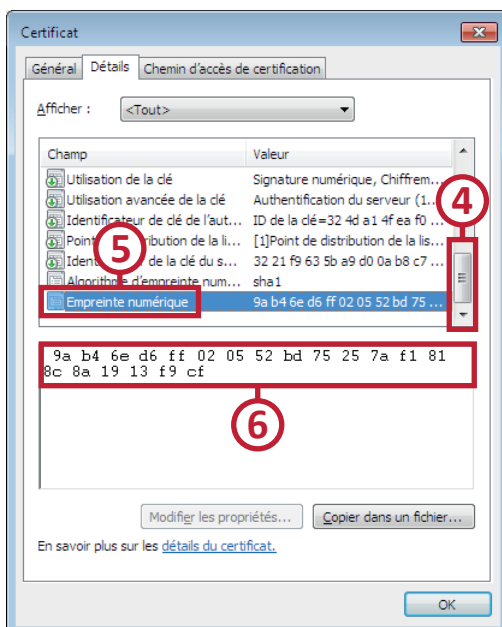 Certificat
Général Détails Chemin d'accès de certification
Afficher : <Tout>
Champ Valeur
Utilisation de la clé Signature numérique, Chiffrem...
Utilisation avancée de la clé Authentification du serveur (1...
Identificateur de clé de l'aut... ID de la clé=32 4d a1 4f ea f0 ...
4
Point distribution de la li... [1]Point de distribution de la lis...
5
de la clé du s... 32 21 f9 63 5b a9 d0 0a b8 c7 ...
Algorithme d'empreinte num... sha1
Empreinte numérique 9a b4 6e d6 ff 02 05 52 bd 75 ...
9a b4 6e d6 ff 02 05 52 bd 75 25 7a f1 81
8c 8a 19 13 f9 cf
6
Modifier les propriétés... Copier dans un fichier...
En savoir plus sur les détails du certificat.
OK